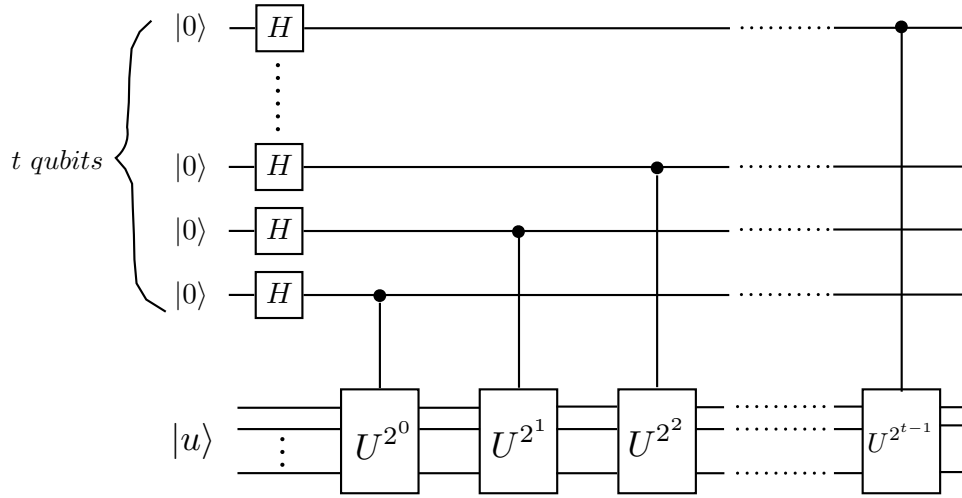 |0⟩ H
t qubits
|0⟩ H
|0⟩ H
|0⟩ H
|u⟩ U^{2^0} U^{2^1} U^{2^2} U^{2^{t-1}}